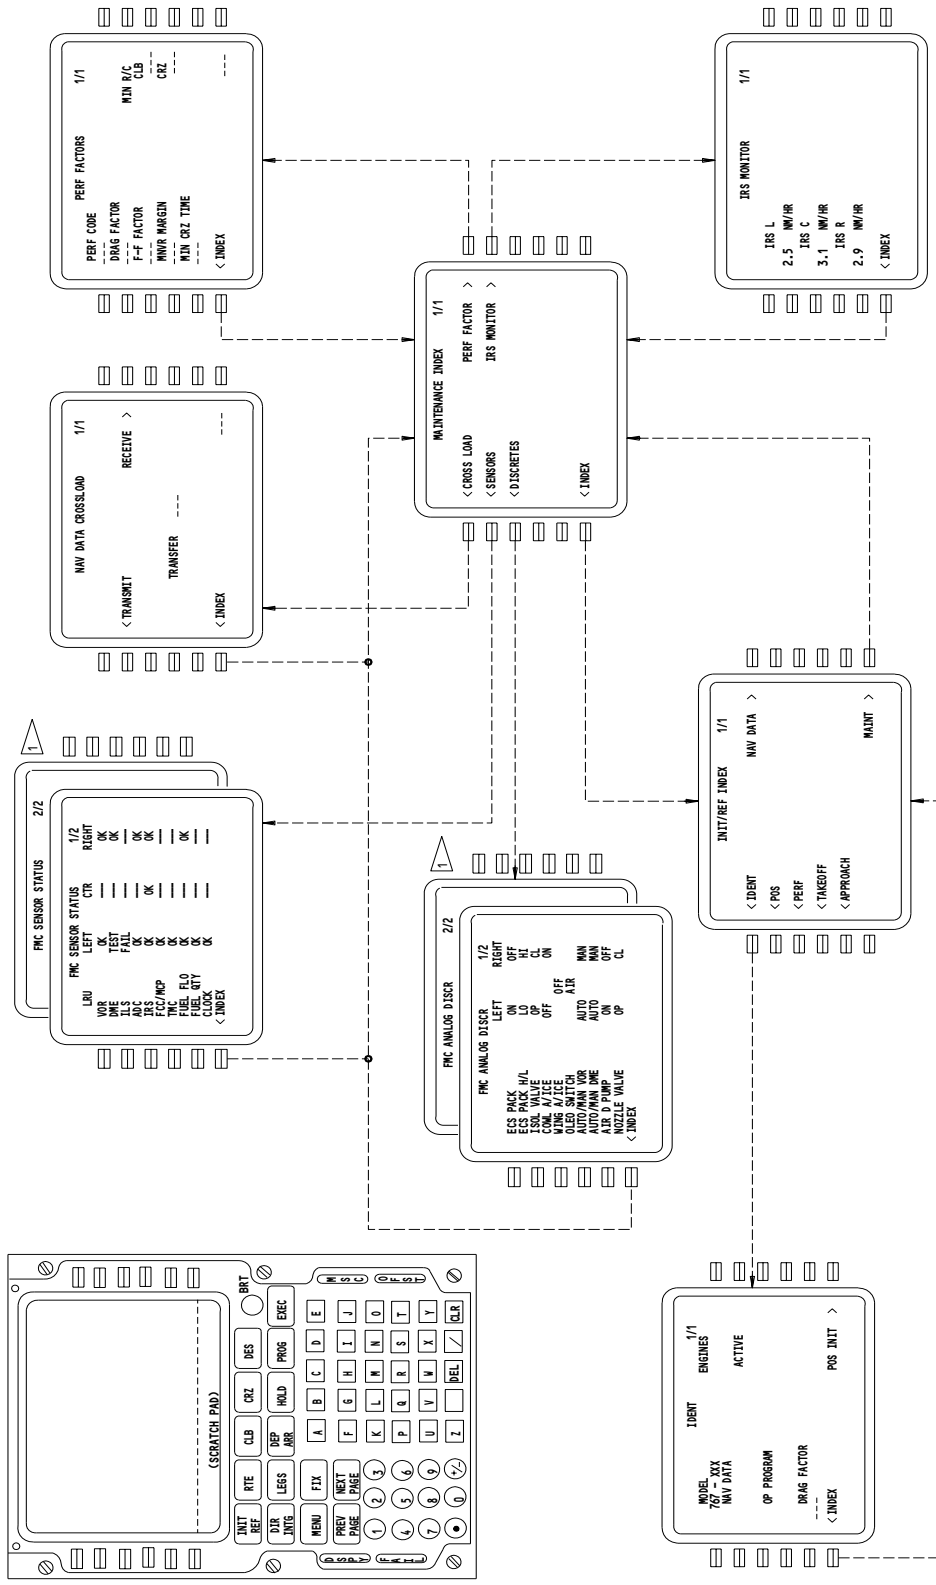 (SCRATCH PAD)
BRT
INIT REF
RTE
CLB
CRZ
DES
DIR INTG
LEGS
DEP ARR
HOLD
PROG
EXEC
MENU
FIX
PREV PAGE
NEXT PAGE
A B C D E
F G H I J
K L M N O
P Q R S T
U V W X Y
Z DEL / CLR
1 2 3
4 5 6
7 8 9
0 +/-
DSPY
FAIL
MSG
OFST
FMC SENSOR STATUS 2/2
1
FMC SENSOR STATUS 1/2
LRU LEFT CTR RIGHT
VOR OK --- OK
DME TEST --- OK
ILS FAIL --- ---
ADC OK --- OK
IRS OK OK OK
FCC/MCP OK --- ---
TMC OK --- ---
FUEL FLO OK --- OK
FUEL QTY OK --- ---
CLOCK OK --- ---
<INDEX
NAV DATA CROSSLOAD 1/1
<TRANSMIT RECEIVE >
TRANSFER
---
<INDEX ---
PERF FACTORS 1/1
PERF CODE
---
DRAG FACTOR MIN R/C
--- CLB
F-F FACTOR ---
--- CRZ
MNVR MARGIN ---
---
MIN CRZ TIME
---
<INDEX ---
FMC ANALOG DISCR 2/2
1
FMC ANALOG DISCR 1/2
LEFT RIGHT
ECS PACK ON OFF
ECS PACK H/L LO HI
ISOL VALVE OP CL
COWL A/ICE OFF ON
WING A/ICE OFF
OLEO SWITCH AIR
AUTO/MAN VOR AUTO MAN
AUTO/MAN DME AUTO MAN
AIR D PUMP ON OFF
NOZZLE VALVE OP CL
<INDEX
MAINTENANCE INDEX 1/1
<CROSS LOAD PERF FACTOR >
<SENSORS IRS MONITOR >
<DISCRETES
<INDEX
IDENT 1/1
MODEL ENGINES
767 - XXX
NAV DATA ACTIVE
OP PROGRAM
DRAG FACTOR
---
<INDEX POS INIT >
INIT/REF INDEX 1/1
<IDENT NAV DATA >
<POS
<PERF
<TAKEOFF
<APPROACH
MAINT >
IRS MONITOR 1/1
IRS L
2.5 NM/HR
IRS C
3.1 NM/HR
IRS R
2.9 NM/HR
<INDEX